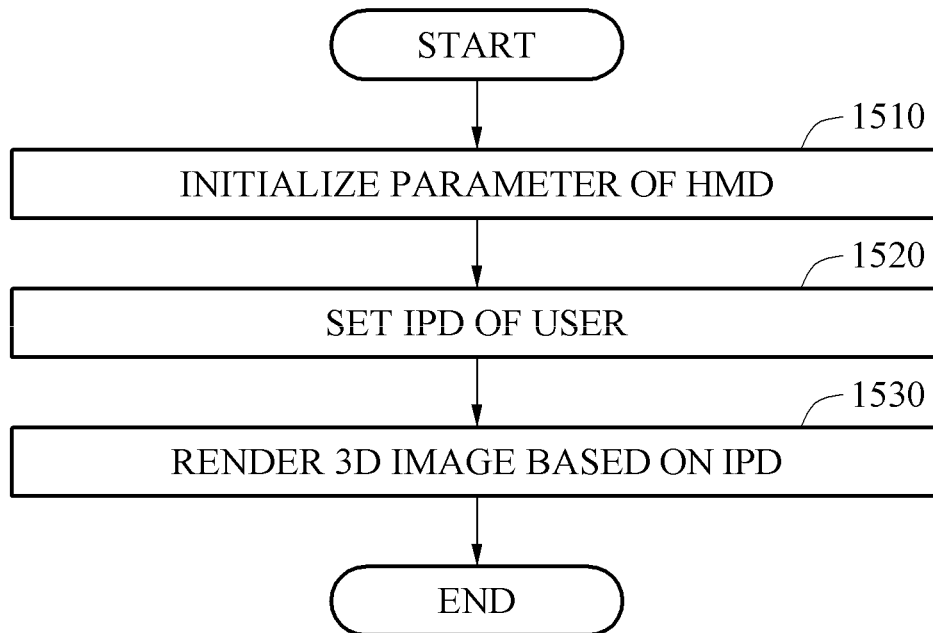 START
1510
INITIALIZE PARAMETER OF HMD
1520
SET IPD OF USER
1530
RENDER 3D IMAGE BASED ON IPD
END